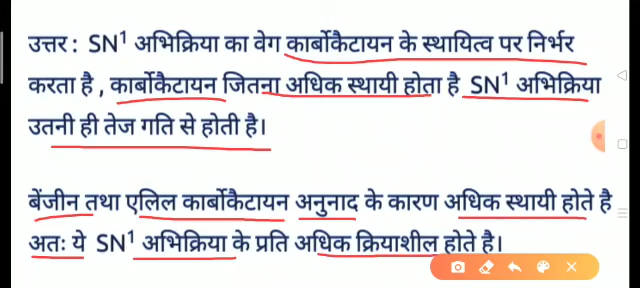 उत्तर : SN¹ अभिक्रिया का वेग कार्बोकैटायन के स्थायित्व पर निर्भर
करता है , कार्बोकैटायन जितना अधिक स्थायी होता है SN¹ अभिक्रिया
उतनी ही तेज गति से होती है।
बेंजीन तथा एलिल कार्बोकैटायन अनुनाद के कारण अधिक स्थायी होते है
अतः ये SN¹ अभिक्रिया के प्रति अधिक क्रियाशील होते है।